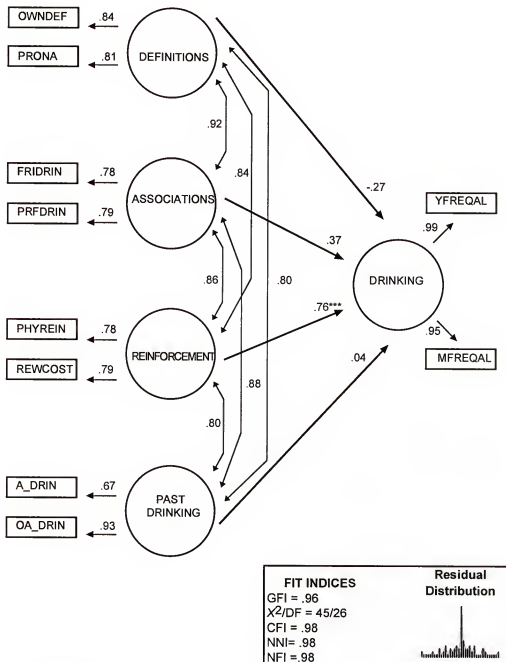 OWNDEF .84
PRONA .81
DEFINITIONS
.92
FRIDRIN .78
PRFDRIN .79
ASSOCIATIONS
.84
-.27
YFREQAL
.99
.37
DRINKING
.86
.80
.76***
.95
MFREQAL
PHYREIN .78
REWCOST .79
REINFORCEMENT
.04
.88
.80
A_DRIN .67
OA_DRIN .93
PAST
DRINKING
FIT INDICES
GFI = .96
X²/DF = 45/26
CFI = .98
NNI= .98
NFI =.98
Residual
Distribution